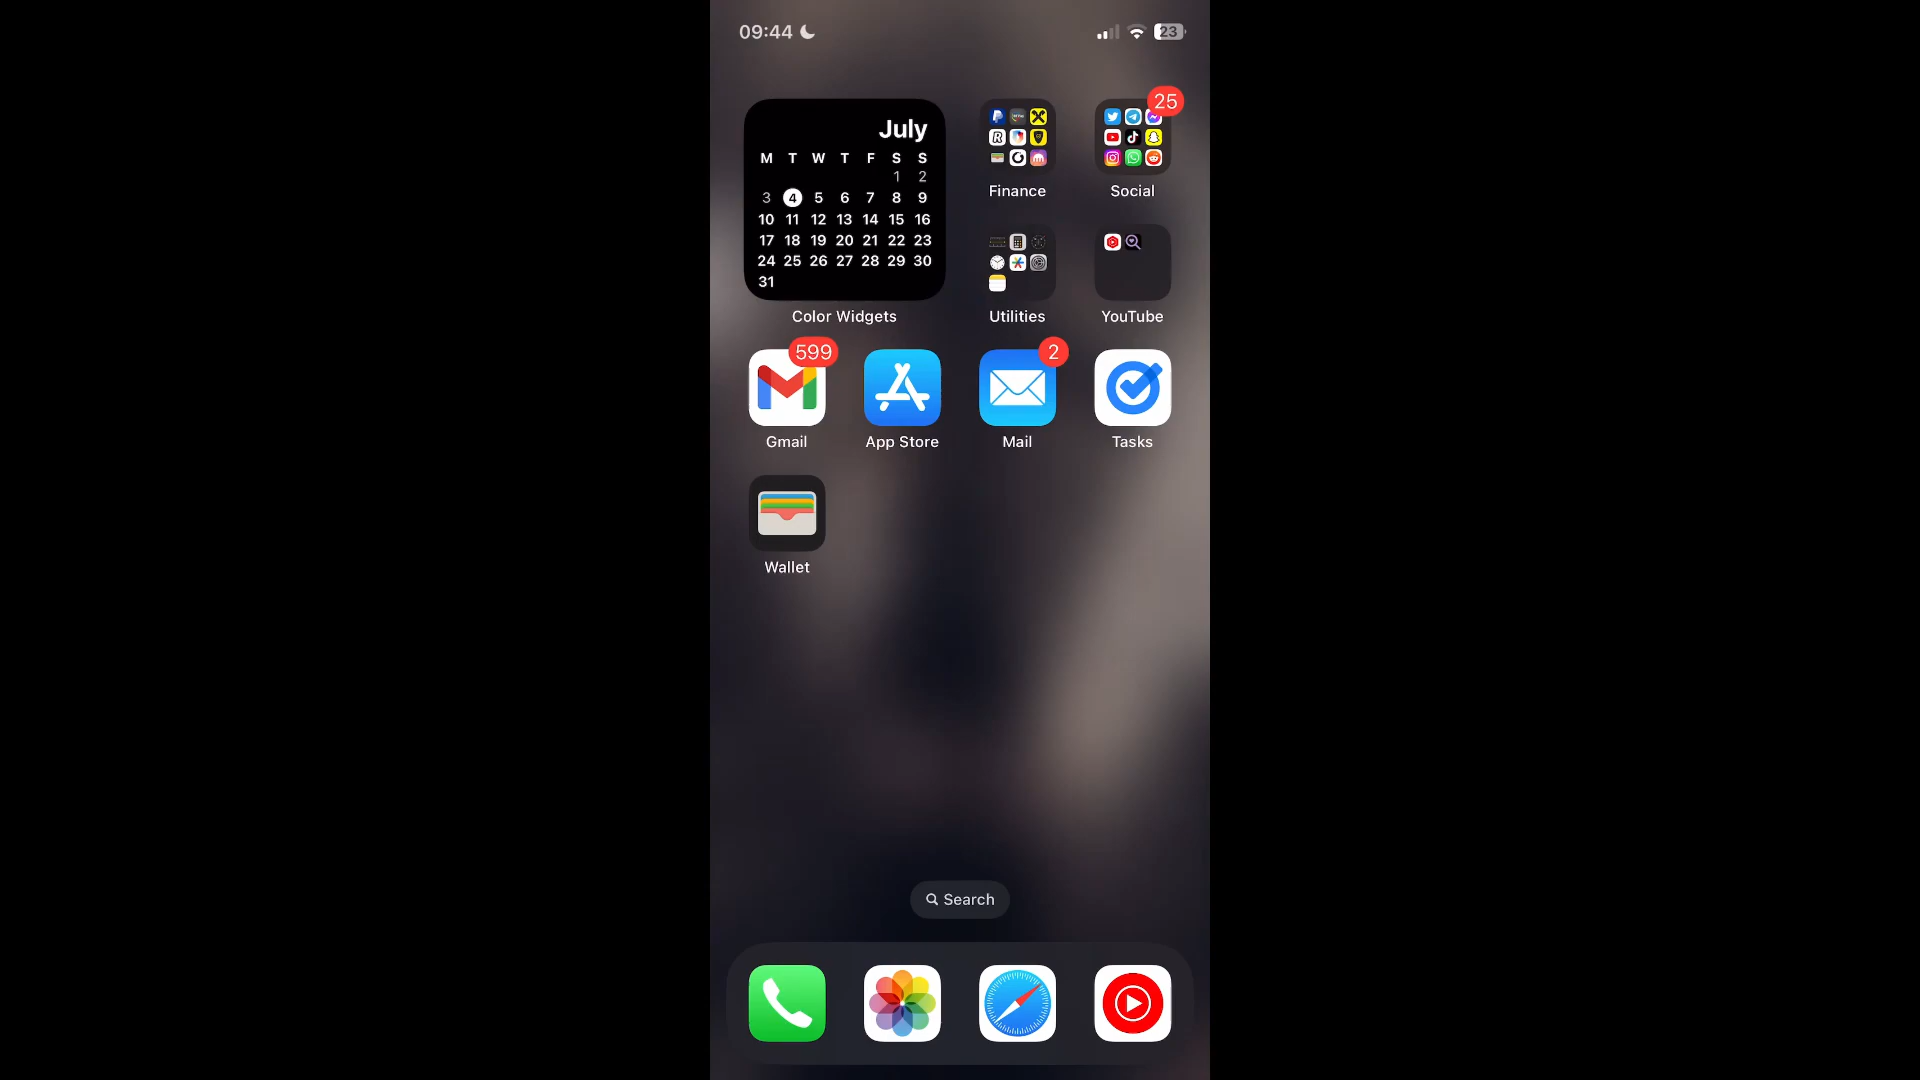 09:44
23
July
M T W T F S S
1 2
3 4 5 6 7 8 9
10 11 12 13 14 15 16
17 18 19 20 21 22 23
24 25 26 27 28 29 30
31
Color Widgets
Finance
25
Social
Utilities
YouTube
599
Gmail
App Store
2
Mail
Tasks
Wallet
Search